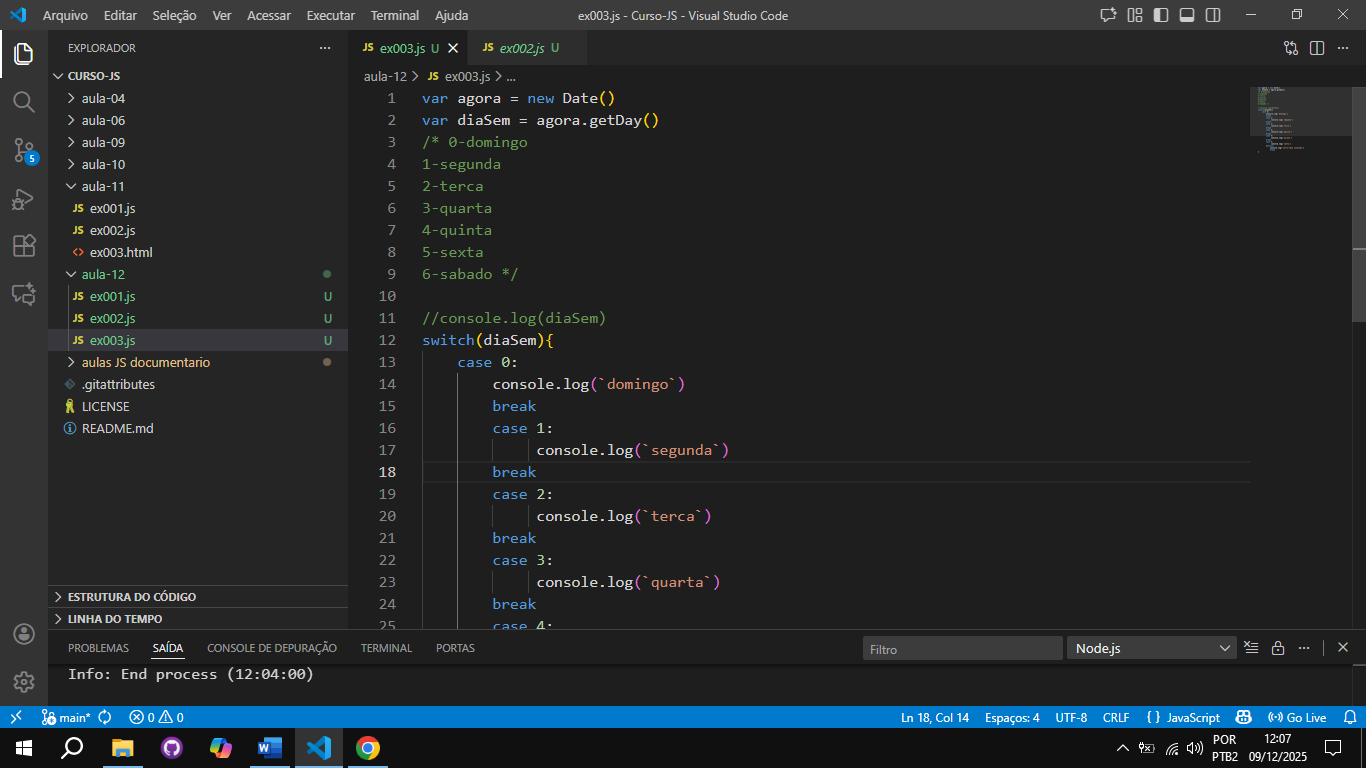 Arquivo Editar Seleção Ver Acessar Executar Terminal Ajuda ex003.js - Curso-JS - Visual Studio Code
EXPLORADOR
CURSO-JS
aula-04
aula-06
aula-09
aula-10
aula-11
JS ex001.js
JS ex002.js
<> ex003.html
aula-12
JS ex001.js U
JS ex002.js U
JS ex003.js U
aulas JS documentario
.gitattributes
LICENSE
README.md
ESTRUTURA DO CÓDIGO
LINHA DO TEMPO
5
JS ex003.js U JS ex002.js U
aula-12 > JS ex003.js > ...
1 var agora = new Date()
2 var diaSem = agora.getDay()
3 /* 0-domingo
4 1-segunda
5 2-terca
6 3-quarta
7 4-quinta
8 5-sexta
9 6-sabado */
10
11 //console.log(diaSem)
12 switch(diaSem){
13 case 0:
14 console.log(`domingo`)
15 break
16 case 1:
17 console.log(`segunda`)
18 break
19 case 2:
20 console.log(`terca`)
21 break
22 case 3:
23 console.log(`quarta`)
24 break
25 case 4:
PROBLEMAS SAÍDA CONSOLE DE DEPURAÇÃO TERMINAL PORTAS Filtro Node.js
Info: End process (12:04:00)
main* 0 0 Ln 18, Col 14 Espaços: 4 UTF-8 CRLF { } JavaScript Go Live
POR 12:07
PTB2 09/12/2025